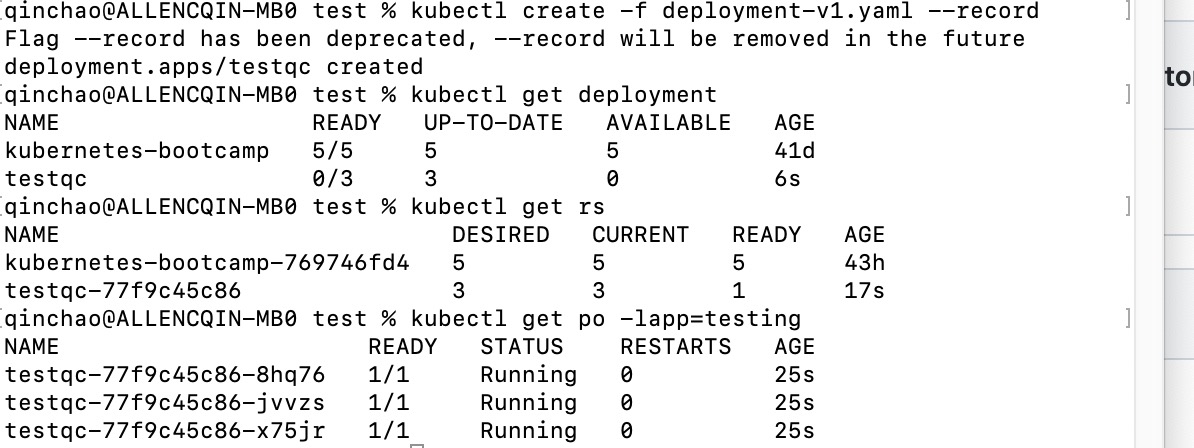 qinchao@ALLENCQIN-MB0 test % kubectl create -f deployment-v1.yaml --record
Flag --record has been deprecated, --record will be removed in the future
deployment.apps/testqc created
qinchao@ALLENCQIN-MB0 test % kubectl get deployment
NAME READY UP-TO-DATE AVAILABLE AGE
kubernetes-bootcamp 5/5 5 5 41d
testqc 0/3 3 0 6s
qinchao@ALLENCQIN-MB0 test % kubectl get rs
NAME DESIRED CURRENT READY AGE
kubernetes-bootcamp-769746fd4 5 5 5 43h
testqc-77f9c45c86 3 3 1 17s
qinchao@ALLENCQIN-MB0 test % kubectl get po -lapp=testing
NAME READY STATUS RESTARTS AGE
testqc-77f9c45c86-8hq76 1/1 Running 0 25s
testqc-77f9c45c86-jvvzs 1/1 Running 0 25s
testqc-77f9c45c86-x75jr 1/1 Running 0 25s